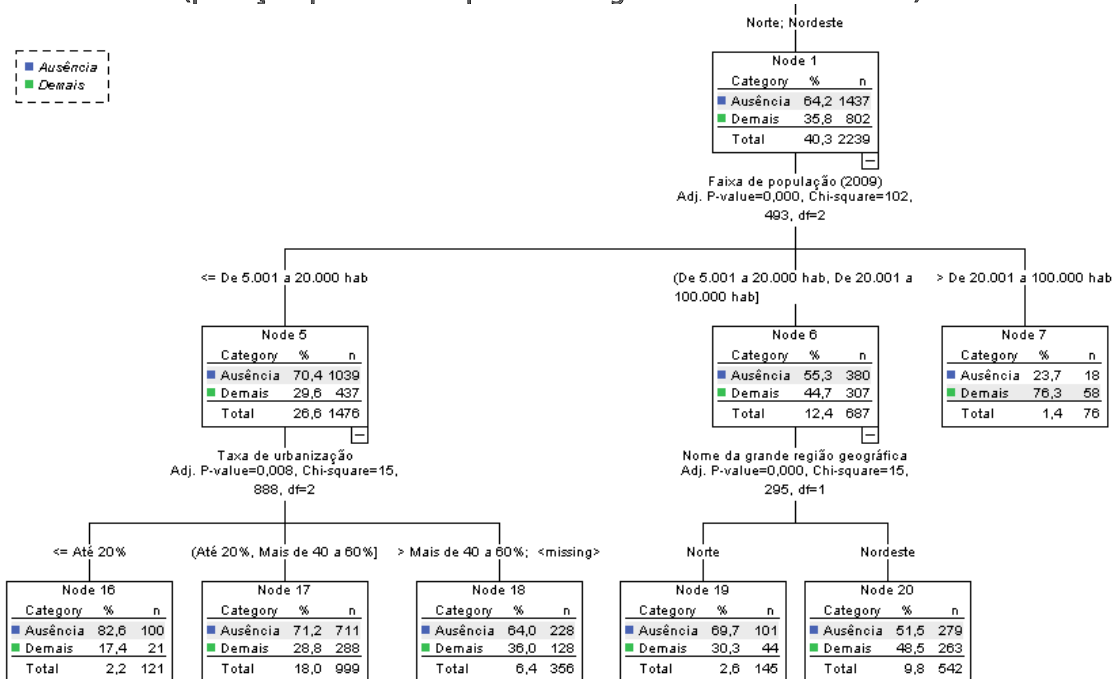 Norte; Nordeste
Ausência
Demais
Node 1
Category % n
Ausência 64,2 1437
Demais 35,8 802
Total 40,3 2239
Faixa de população (2009)
Adj. P-value=0,000, Chi-square=102,
493, df=2
<= De 5.001 a 20.000 hab
(De 5.001 a 20.000 hab, De 20.001 a
100.000 hab]
> De 20.001 a 100.000 hab
Node 5
Category % n
Ausência 70,4 1039
Demais 29,6 437
Total 26,6 1476
Node 6
Category % n
Ausência 55,3 380
Demais 44,7 307
Total 12,4 687
Node 7
Category % n
Ausência 23,7 18
Demais 76,3 58
Total 1,4 76
Taxa de urbanização
Adj. P-value=0,008, Chi-square=15,
888, df=2
Nome da grande região geográfica
Adj. P-value=0,000, Chi-square=15,
295, df=1
<= Até 20%
(Até 20%, Mais de 40 a 60%]
> Mais de 40 a 60%; <missing>
Norte
Nordeste
Node 16
Category % n
Ausência 82,6 100
Demais 17,4 21
Total 2,2 121
Node 17
Category % n
Ausência 71,2 711
Demais 28,8 288
Total 18,0 999
Node 18
Category % n
Ausência 64,0 228
Demais 36,0 128
Total 6,4 356
Node 19
Category % n
Ausência 69,7 101
Demais 30,3 44
Total 2,6 145
Node 20
Category % n
Ausência 51,5 279
Demais 48,5 263
Total 9,8 542